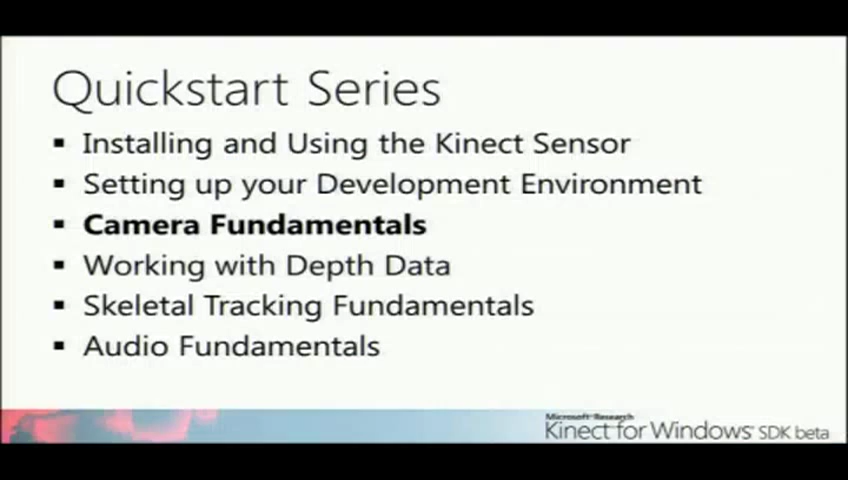 Quickstart Series
▪ Installing and Using the Kinect Sensor
▪ Setting up your Development Environment
▪ Camera Fundamentals
▪ Working with Depth Data
▪ Skeletal Tracking Fundamentals
▪ Audio Fundamentals
Microsoft Research
Kinect for Windows SDK beta